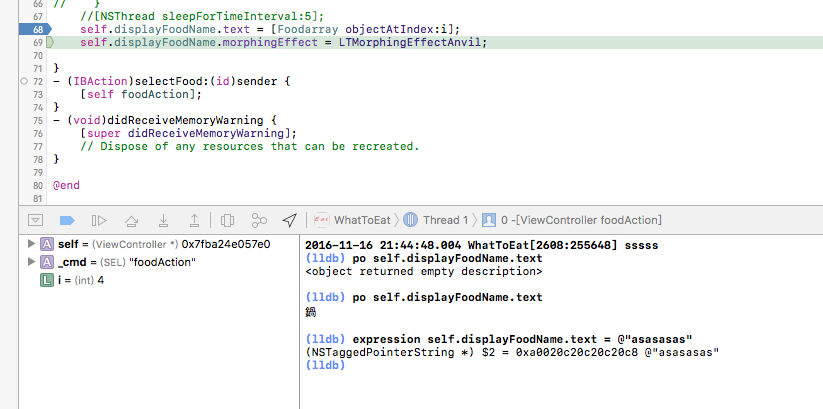 66 //    }
67 //[NSThread sleepForTimeInterval:5];
68 self.displayFoodName.text = [Foodarray objectAtIndex:i];
69 self.displayFoodName.morphingEffect = LTMorphingEffectAnvil;
70
71 }
72 - (IBAction)selectFood:(id)sender {
73 [self foodAction];
74 }
75 - (void)didReceiveMemoryWarning {
76 [super didReceiveMemoryWarning];
77 // Dispose of any resources that can be recreated.
78 }
79
80 @end
81
Eat WhatToEat Thread 1 0 -[ViewController foodAction]
A self = (ViewController *) 0x7fba24e057e0
A _cmd = (SEL) "foodAction"
L i = (int) 4
2016-11-16 21:44:48.004 WhatToEat[2608:255648] sssss
(lldb) po self.displayFoodName.text
<object returned empty description>
(lldb) po self.displayFoodName.text
鍋
(lldb) expression self.displayFoodName.text = @"asasasas"
(NSTaggedPointerString *) $2 = 0xa0020c20c20c20c8 @"asasasas"
(lldb)